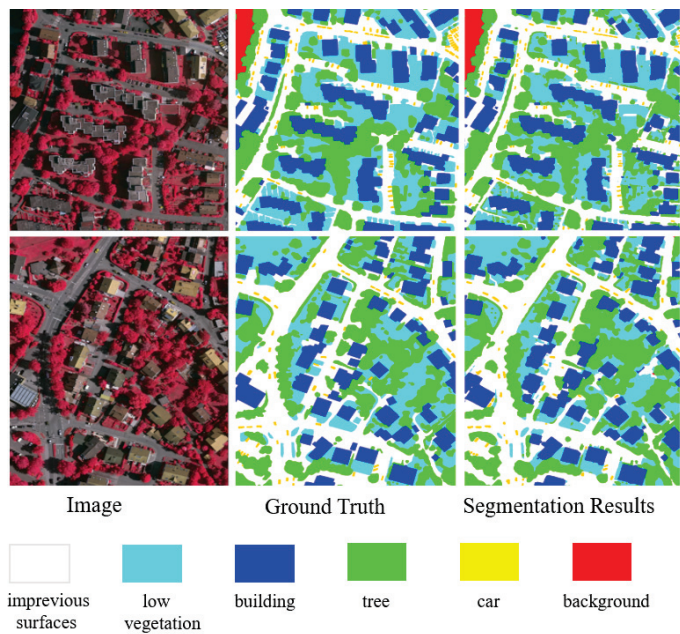 Image Ground Truth Segmentation Results
imprevious low building tree car background
surfaces vegetation